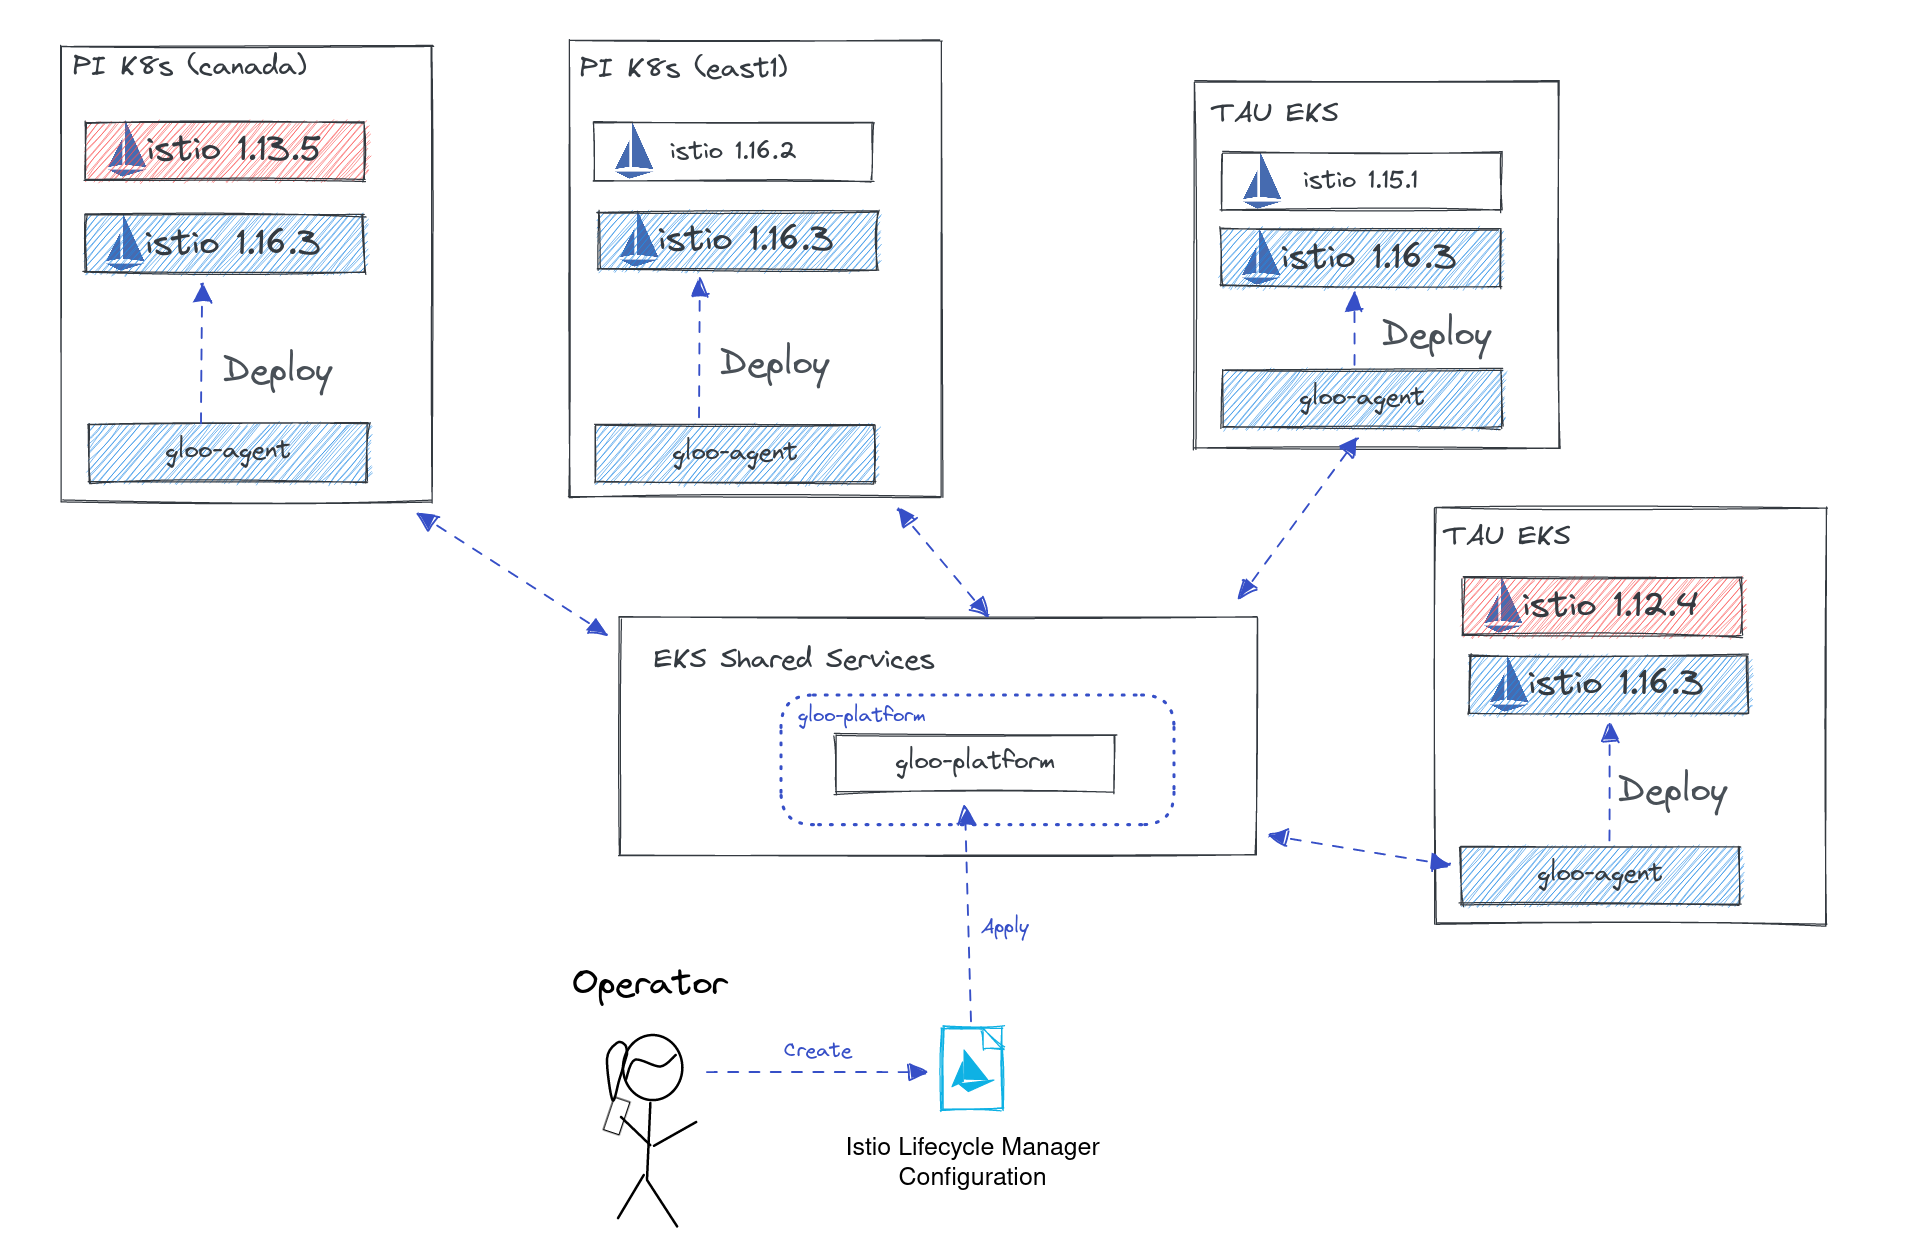 PI K8s (canada)
istio 1.13.5
istio 1.16.3
Deploy
gloo-agent
PI K8s (east1)
istio 1.16.2
istio 1.16.3
Deploy
gloo-agent
TAU EKS
istio 1.15.1
istio 1.16.3
Deploy
gloo-agent
TAU EKS
istio 1.12.4
istio 1.16.3
Deploy
gloo-agent
EKS Shared Services
gloo-platform
gloo-platform
Apply
Operator
Create
Istio Lifecycle Manager
Configuration